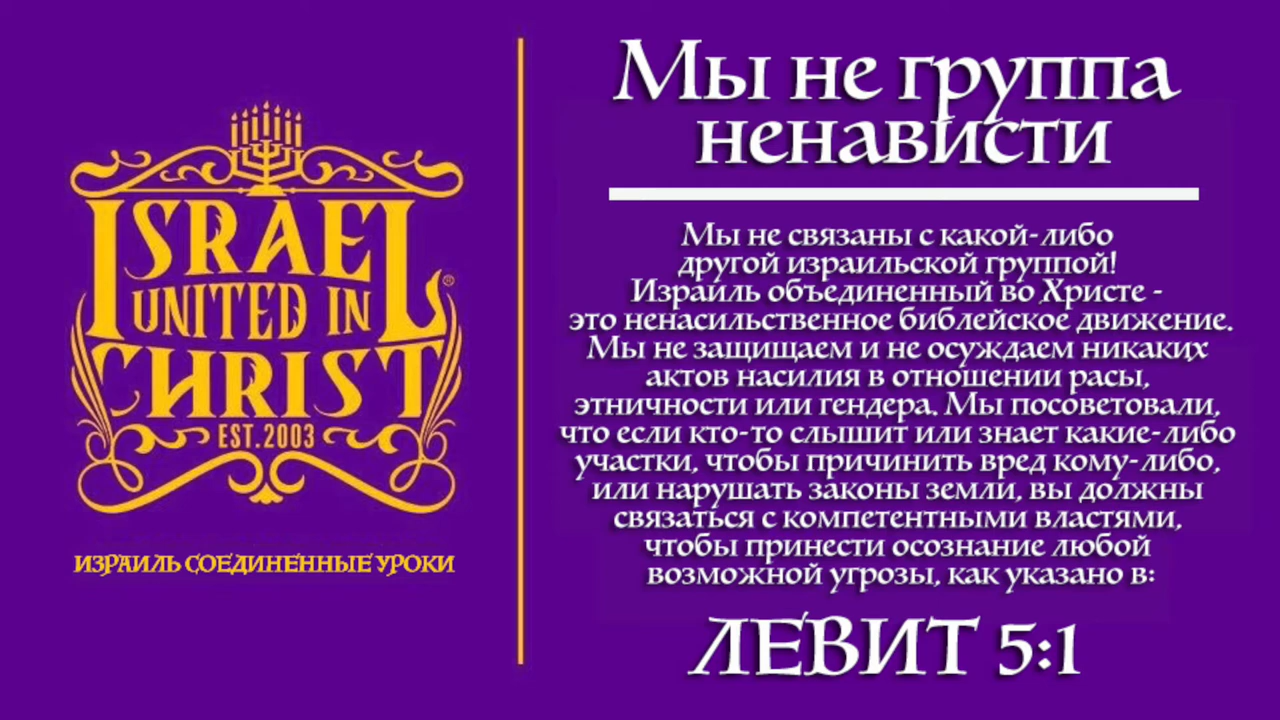 ISRAEL
UNITED IN
CHRIST®
EST. 2003
ИЗРАИЛЬ СОЕДИНЕННЫЕ УРОКИ
Мы не группа
ненависти
Мы не связаны с какой-либо
другой израильской группой!
Израиль объединенный во Христе -
это ненасильственное библейское движение.
Мы не защищаем и не осуждаем никаких
актов насилия в отношении расы,
этничности или гендера. Мы посоветовали,
что если кто-то слышит или знает какие-либо
участки, чтобы причинить вред кому-либо,
или нарушать законы земли, вы должны
связаться с компетентными властями,
чтобы принести осознание любой
возможной угрозы, как указано в:
ЛЕВИТ 5:1